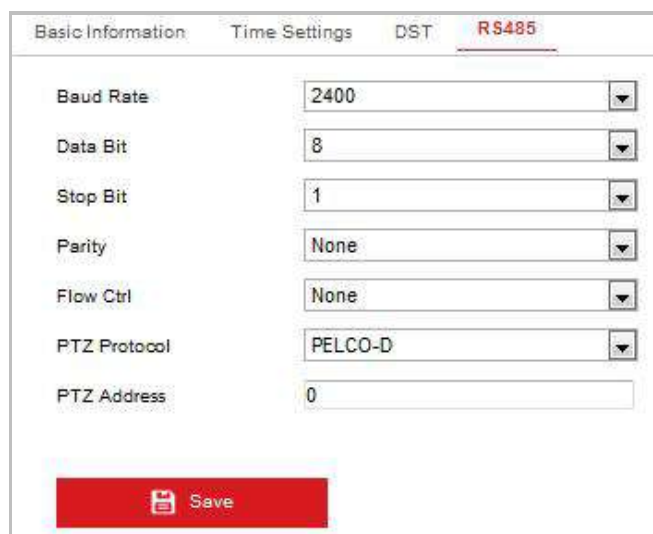 Basic Information Time Settings DST RS485
Baud Rate 2400
Data Bit 8
Stop Bit 1
Parity None
Flow Ctrl None
PTZ Protocol PELCO-D
PTZ Address 0
Save